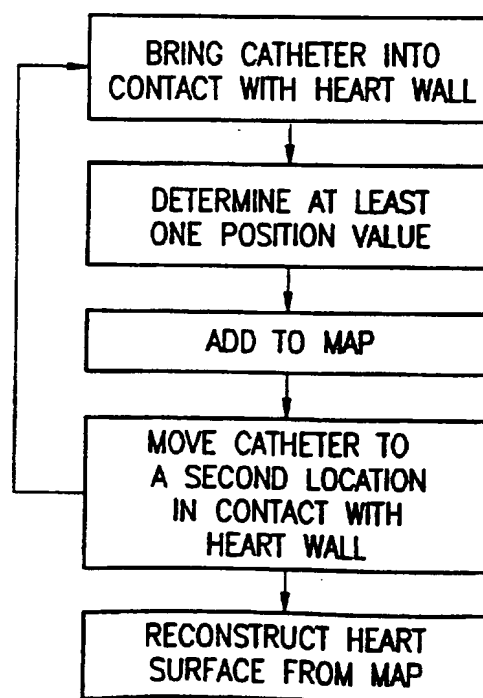 BRING CATHETER INTO
CONTACT WITH HEART WALL
DETERMINE AT LEAST
ONE POSITION VALUE
ADD TO MAP
MOVE CATHETER TO
A SECOND LOCATION
IN CONTACT WITH
HEART WALL
RECONSTRUCT HEART
SURFACE FROM MAP